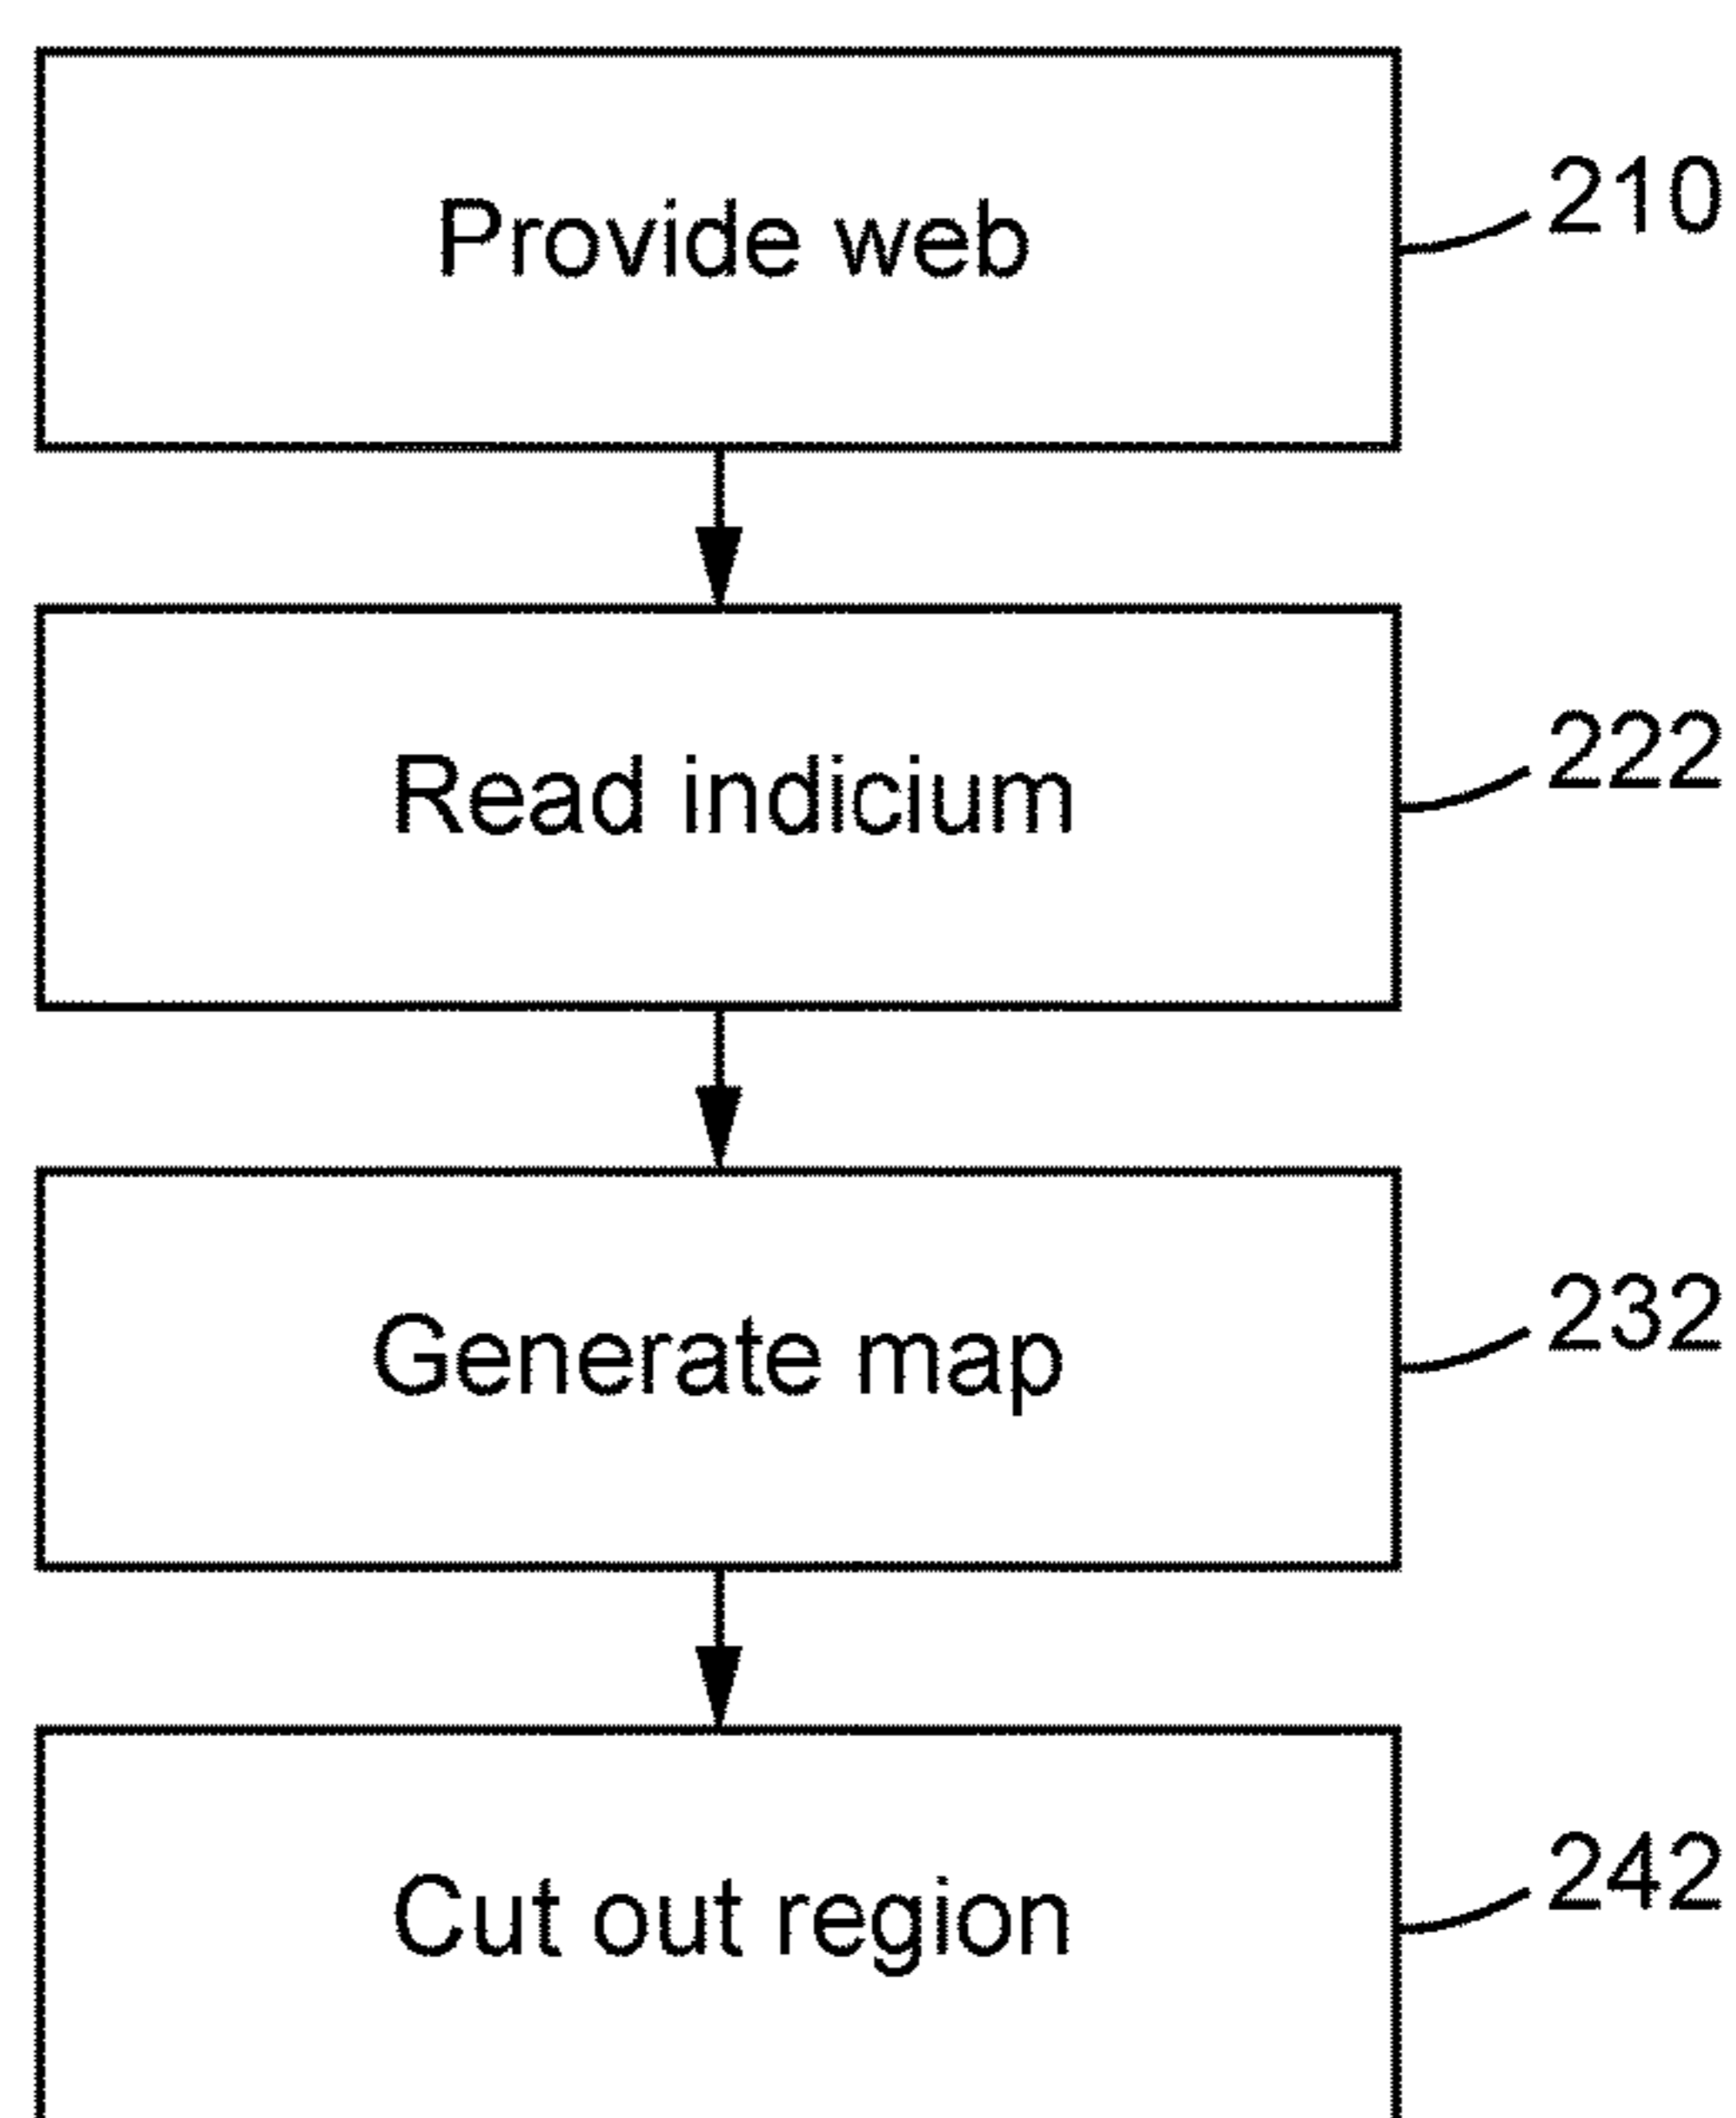 Provide web
210
Read indicium
222
Generate map
232
Cut out region
242